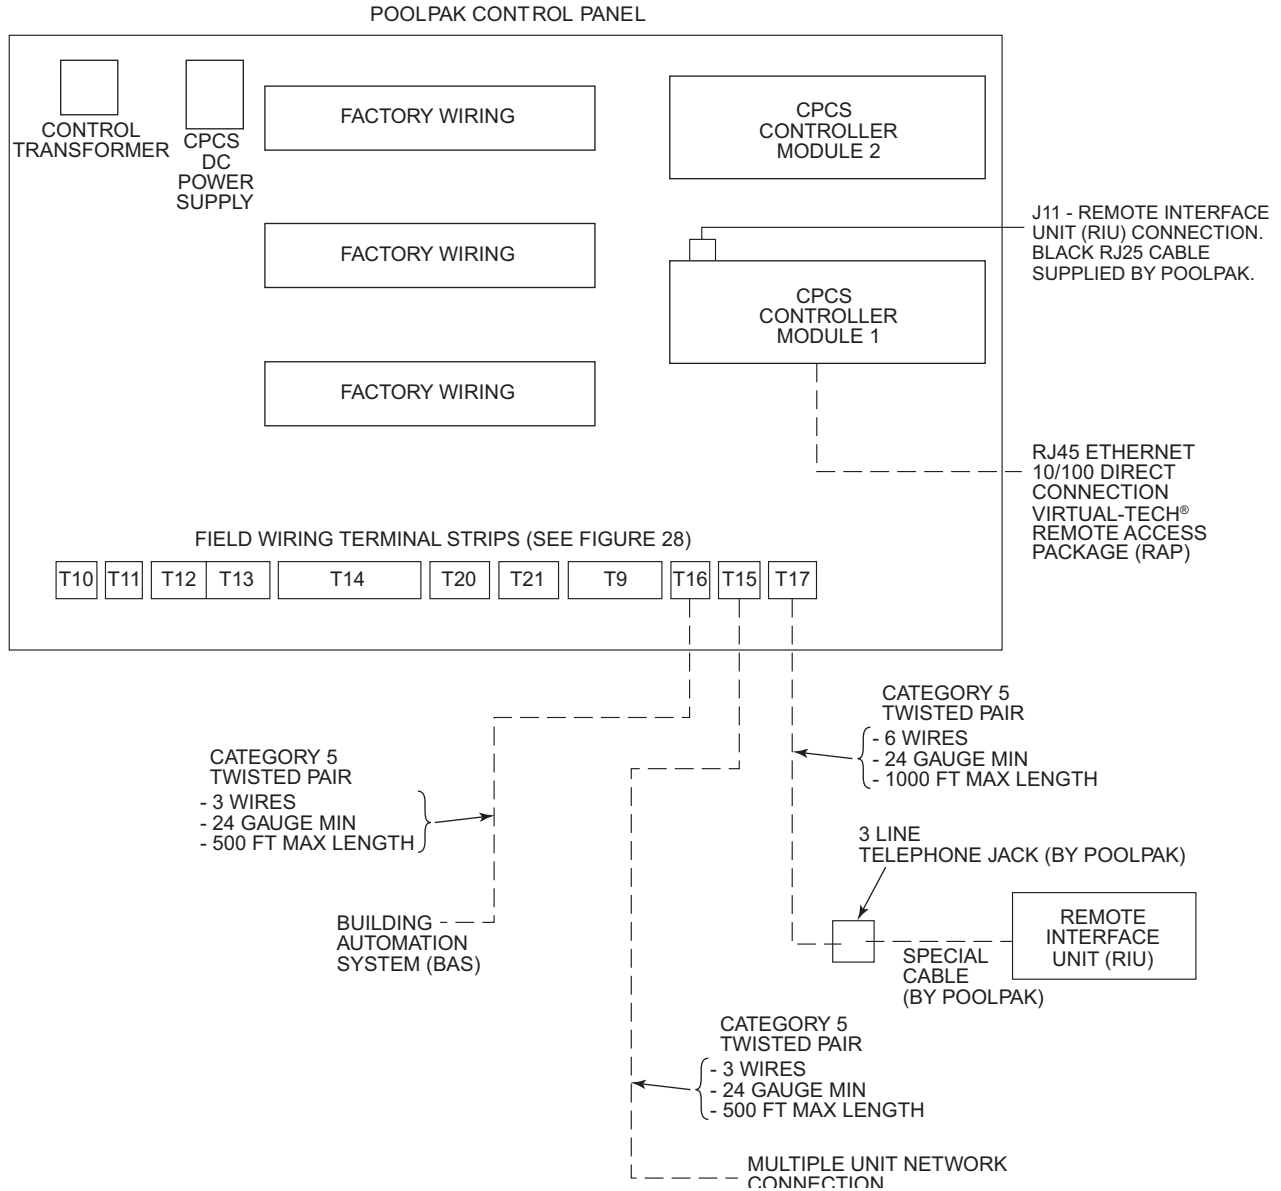 POOLPAK CONTROL PANEL
CONTROL
TRANSFORMER
CPCS
DC
POWER
SUPPLY
FACTORY WIRING
CPCS
CONTROLLER
MODULE 2
J11 - REMOTE INTERFACE
UNIT (RIU) CONNECTION.
BLACK RJ25 CABLE
SUPPLIED BY POOLPAK.
FACTORY WIRING
CPCS
CONTROLLER
MODULE 1
FACTORY WIRING
RJ45 ETHERNET
10/100 DIRECT
CONNECTION
VIRTUAL-TECH®
REMOTE ACCESS
PACKAGE (RAP)
FIELD WIRING TERMINAL STRIPS (SEE FIGURE 28)
T10 T11 T12 T13 T14 T20 T21 T9 T16 T15 T17
CATEGORY 5
TWISTED PAIR
- 6 WIRES
- 24 GAUGE MIN
- 1000 FT MAX LENGTH
CATEGORY 5
TWISTED PAIR
- 3 WIRES
- 24 GAUGE MIN
- 500 FT MAX LENGTH
3 LINE
TELEPHONE JACK (BY POOLPAK)
BUILDING
AUTOMATION
SYSTEM (BAS)
REMOTE
INTERFACE
UNIT (RIU)
SPECIAL
CABLE
(BY POOLPAK)
CATEGORY 5
TWISTED PAIR
- 3 WIRES
- 24 GAUGE MIN
- 500 FT MAX LENGTH
MULTIPLE UNIT NETWORK
CONNECTION